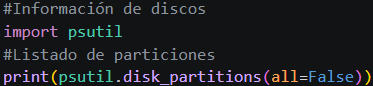 #Información de discos
import psutil
#Listado de particiones
print(psutil.disk_partitions(all=False))